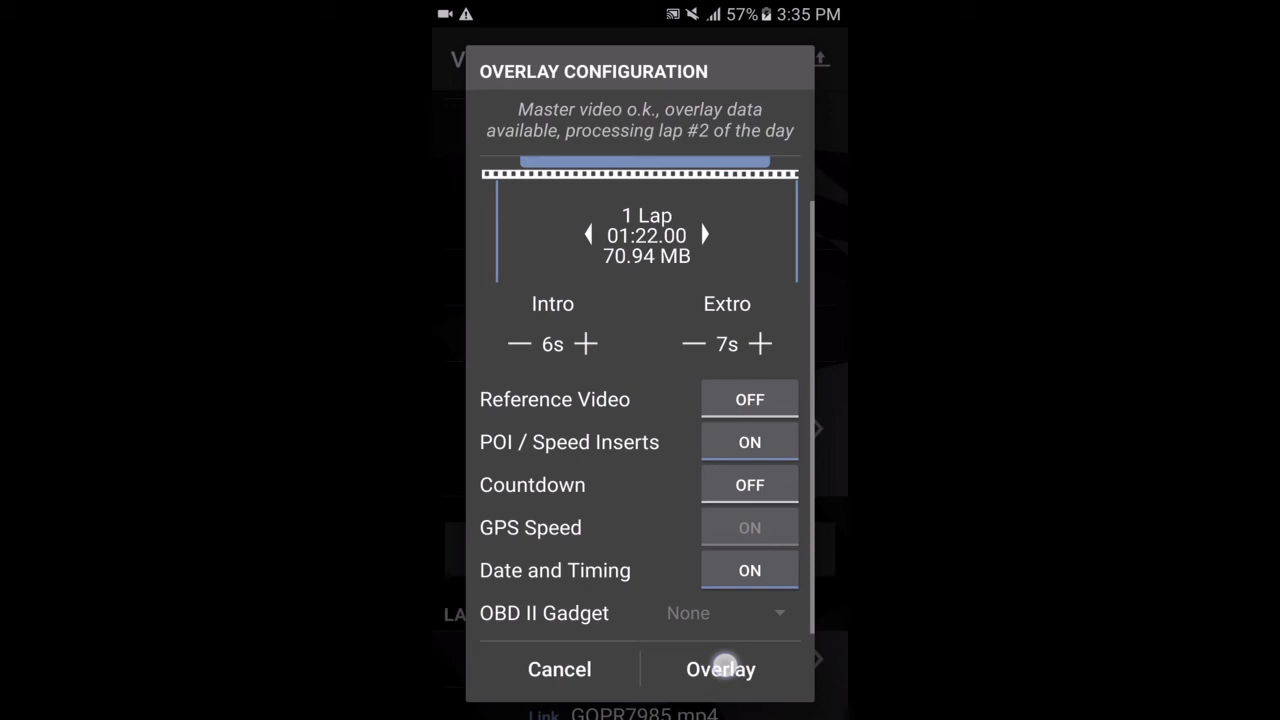 57% 3:35 PM
V
OVERLAY CONFIGURATION
Master video o.k., overlay data
available, processing lap #2 of the day
1 Lap
01:22.00
70.94 MB
Intro Extro
6s 7s
Reference Video OFF
POI / Speed Inserts ON
Countdown OFF
GPS Speed ON
Date and Timing ON
OBD II Gadget None
LA
Cancel Overlay
Link GOPR7985.mp4